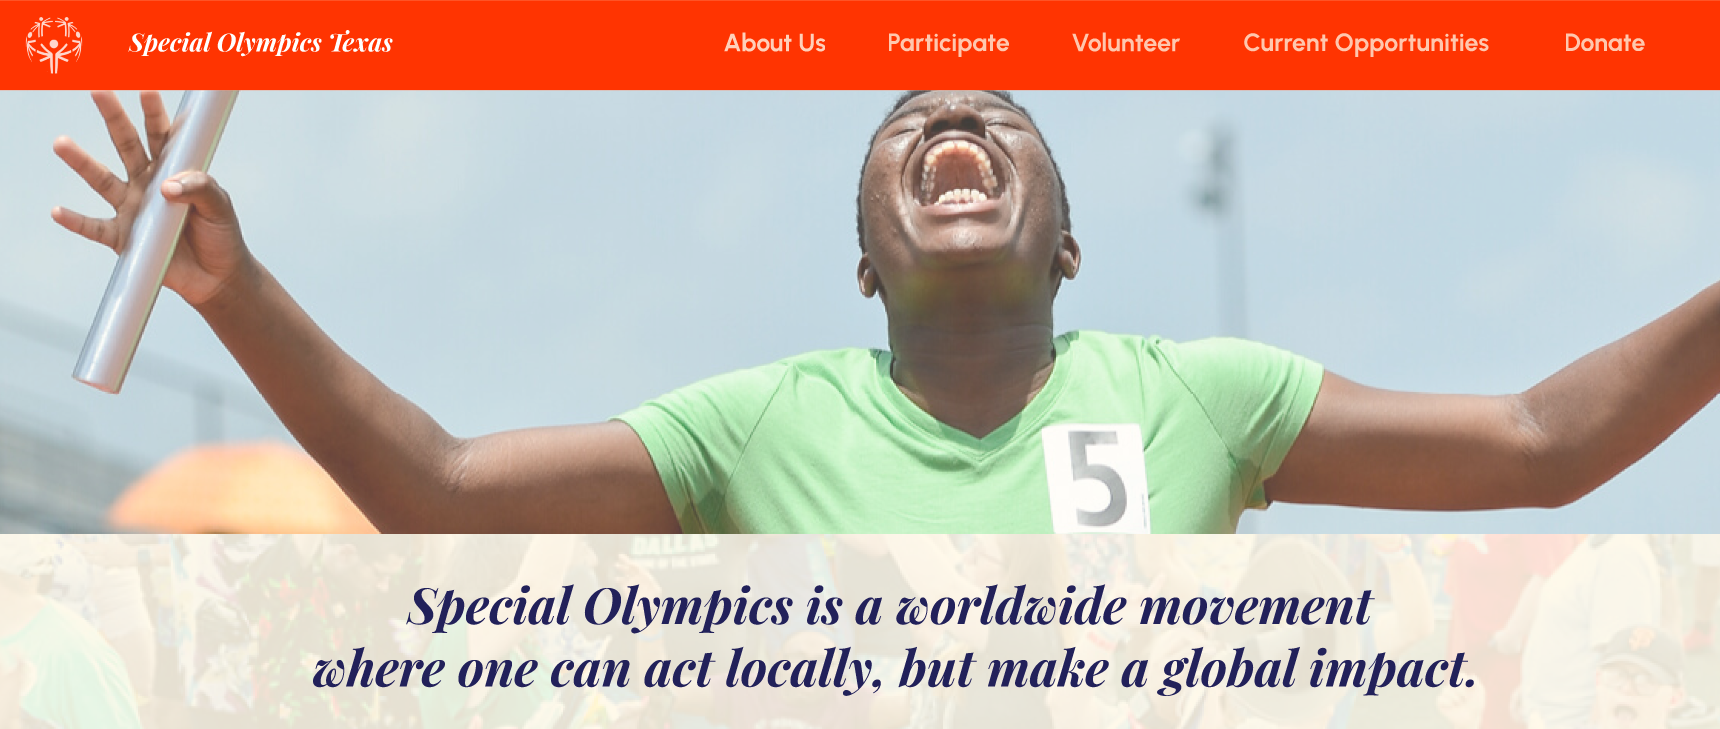 Special Olympics Texas
About Us
Participate
Volunteer
Current Opportunities
Donate
5
DALLAS
Special Olympics is a worldwide movement
where one can act locally, but make a global impact.